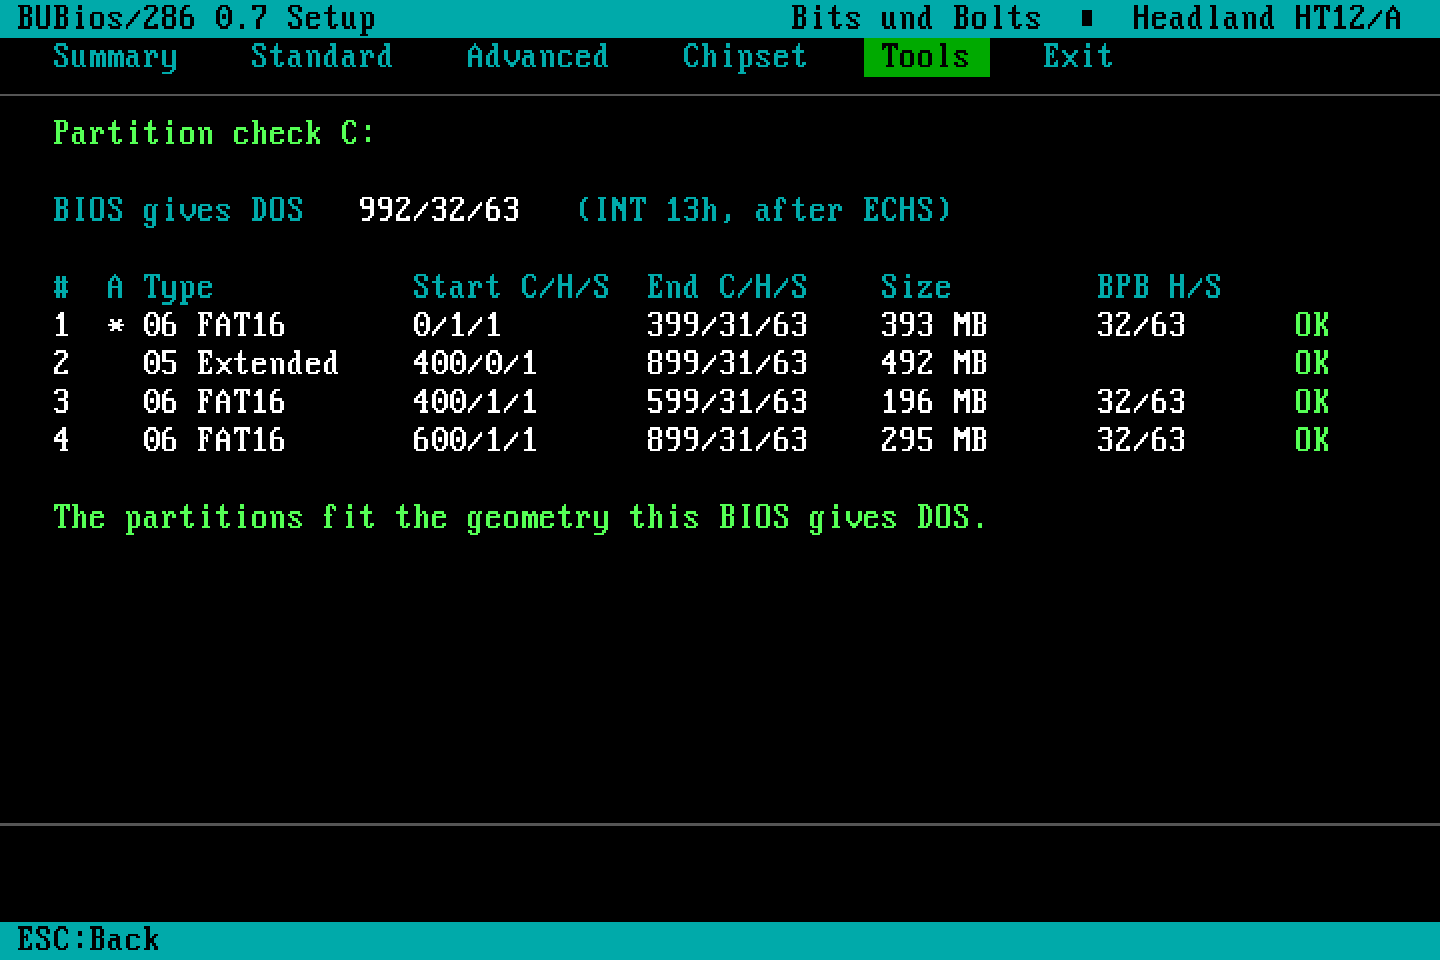 BUBios/286 0.7 Setup Bits und Bolts ▪ Headland HT12/A
Summary Standard Advanced Chipset Tools Exit
Partition check C:
BIOS gives DOS 992/32/63 (INT 13h, after ECHS)
# A Type Start C/H/S End C/H/S Size BPB H/S
1 * 06 FAT16 0/1/1 399/31/63 393 MB 32/63 OK
2 05 Extended 400/0/1 899/31/63 492 MB OK
3 06 FAT16 400/1/1 599/31/63 196 MB 32/63 OK
4 06 FAT16 600/1/1 899/31/63 295 MB 32/63 OK
The partitions fit the geometry this BIOS gives DOS.
ESC:Back